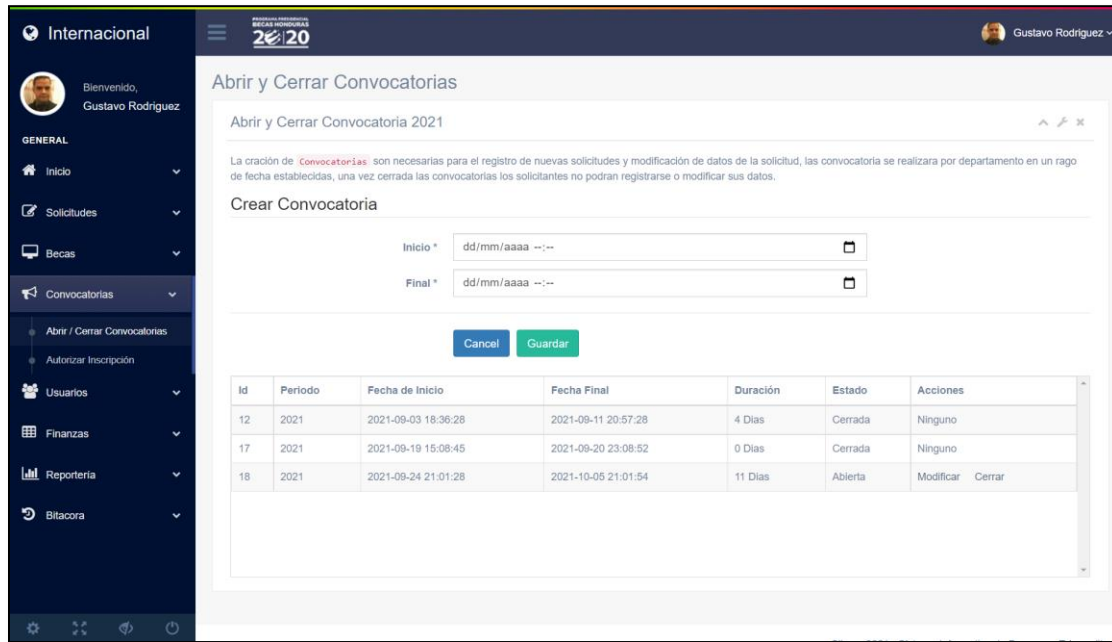 Internacional
PROGRAMA PRESIDENCIAL
BECAS HONDURAS
20|20
Gustavo Rodriguez
Bienvenido,
Gustavo Rodriguez
GENERAL
Inicio
Solicitudes
Becas
Convocatorias
Abrir / Cerrar Convocatorias
Autorizar Inscripción
Usuarios
Finanzas
Reportería
Bitacora
Abrir y Cerrar Convocatorias
Abrir y Cerrar Convocatoria 2021
La cración de Convocatorias son necesarias para el registro de nuevas solicitudes y modificación de datos de la solicitud, las convocatoria se realizara por departamento en un rago
de fecha establecidas, una vez cerrada las convocatorias los solicitantes no podran registrarse o modificar sus datos.
Crear Convocatoria
Inicio * dd/mm/aaaa --:--
Final * dd/mm/aaaa --:--
Cancel Guardar
Id Periodo Fecha de Inicio Fecha Final Duración Estado Acciones
12 2021 2021-09-03 18:36:28 2021-09-11 20:57:28 4 Dias Cerrada Ninguno
17 2021 2021-09-19 15:08:45 2021-09-20 23:08:52 0 Dias Cerrada Ninguno
18 2021 2021-09-24 21:01:28 2021-10-05 21:01:54 11 Dias Abierta Modificar Cerrar